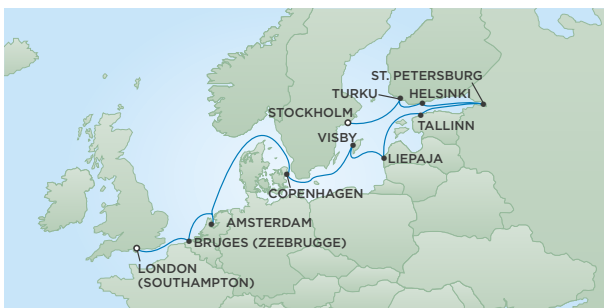 ST. PETERSBURG
TURKU
HELSINKI
STOCKHOLM
TALLINN
VISBY
LIEPAJA
COPENHAGEN
AMSTERDAM
BRUGES (ZEEBRUGGE)
LONDON
(SOUTHAMPTON)